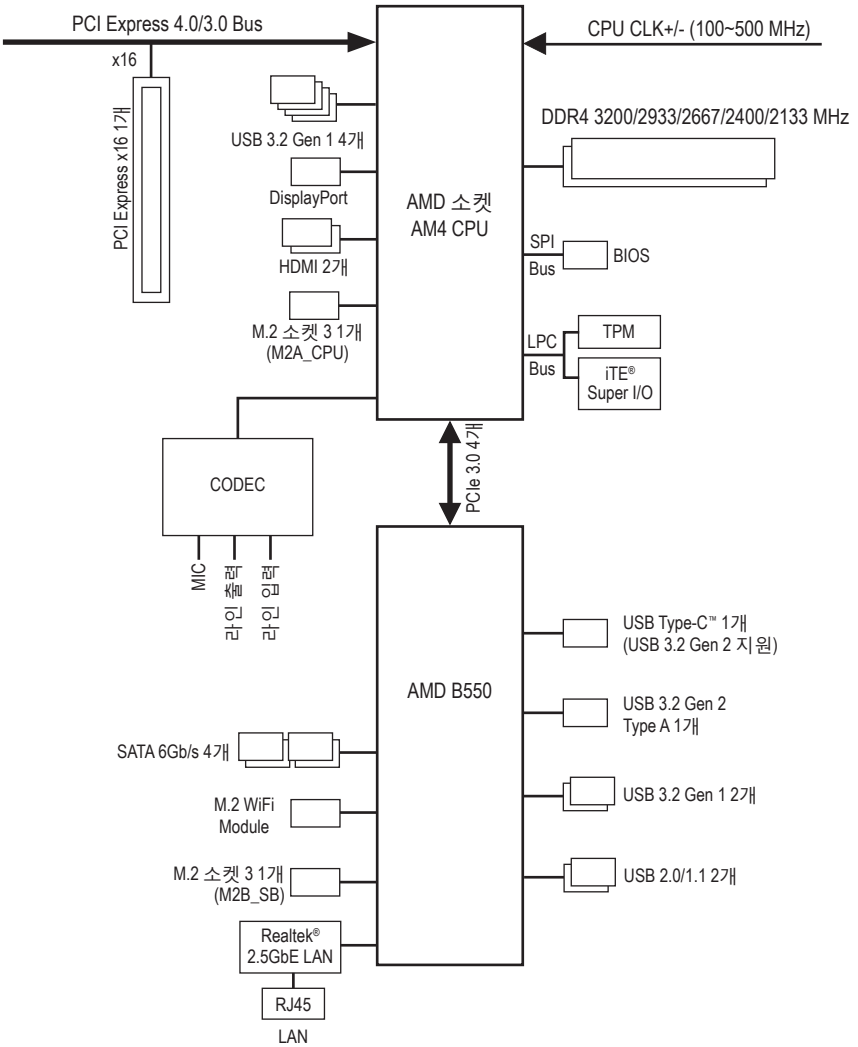 PCI Express 4.0/3.0 Bus
CPU CLK+/- (100~500 MHz)
x16
PCI Express x16 1개
USB 3.2 Gen 1 4개
DDR4 3200/2933/2667/2400/2133 MHz
DisplayPort
AMD 소켓
AM4 CPU
HDMI 2개
SPI
Bus
BIOS
M.2 소켓 3 1개
(M2A_CPU)
LPC
Bus
TPM
iTE®
Super I/O
PCIe 3.0 4개
CODEC
MIC
라인 출력
라인 입력
AMD B550
USB Type-C™ 1개
(USB 3.2 Gen 2 지원)
USB 3.2 Gen 2
Type A 1개
SATA 6Gb/s 4개
USB 3.2 Gen 1 2개
M.2 WiFi
Module
M.2 소켓 3 1개
(M2B_SB)
USB 2.0/1.1 2개
Realtek®
2.5GbE LAN
RJ45
LAN